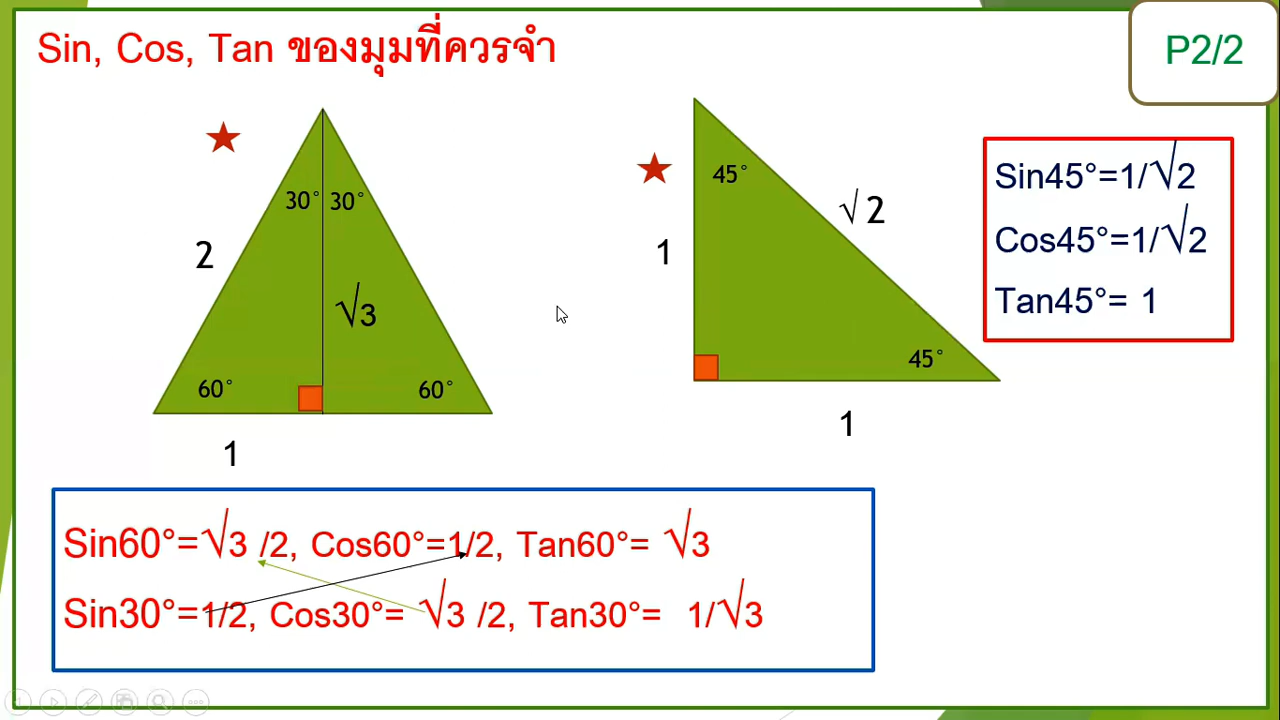 Sin, Cos, Tan ของมุมที่ควรจำ
P2/2
30° 30°
2
√3
60° 60°
1
45°
√2
1
45°
1
Sin45°=1/√2
Cos45°=1/√2
Tan45°= 1
Sin60°=√3 /2, Cos60°=1/2, Tan60°= √3
Sin30°=1/2, Cos30°= √3 /2, Tan30°= 1/√3